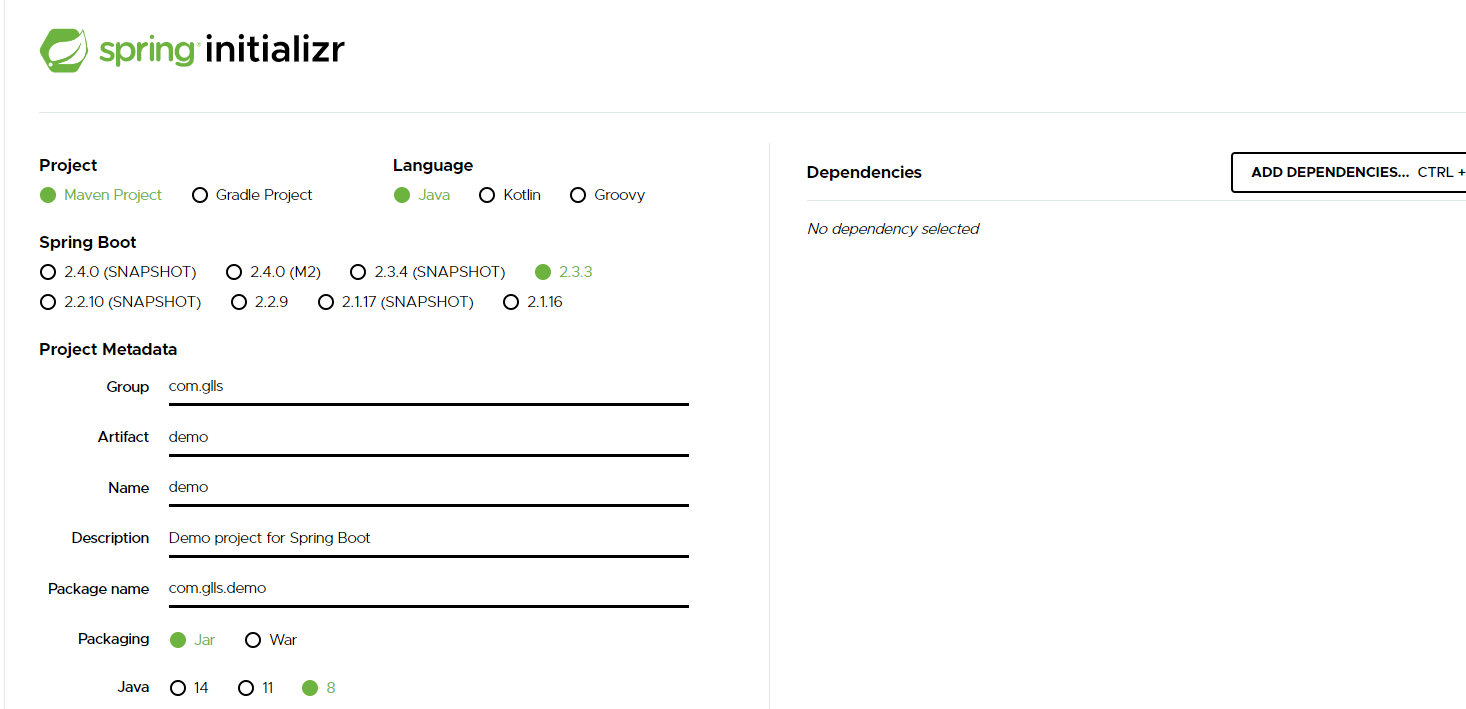 spring initializr
Project
Maven Project Gradle Project
Language
Java Kotlin Groovy
Spring Boot
2.4.0 (SNAPSHOT) 2.4.0 (M2) 2.3.4 (SNAPSHOT) 2.3.3
2.2.10 (SNAPSHOT) 2.2.9 2.1.17 (SNAPSHOT) 2.1.16
Project Metadata
Group com.glls
Artifact demo
Name demo
Description Demo project for Spring Boot
Package name com.glls.demo
Packaging Jar War
Java 14 11 8
Dependencies
ADD DEPENDENCIES... CTRL +
No dependency selected